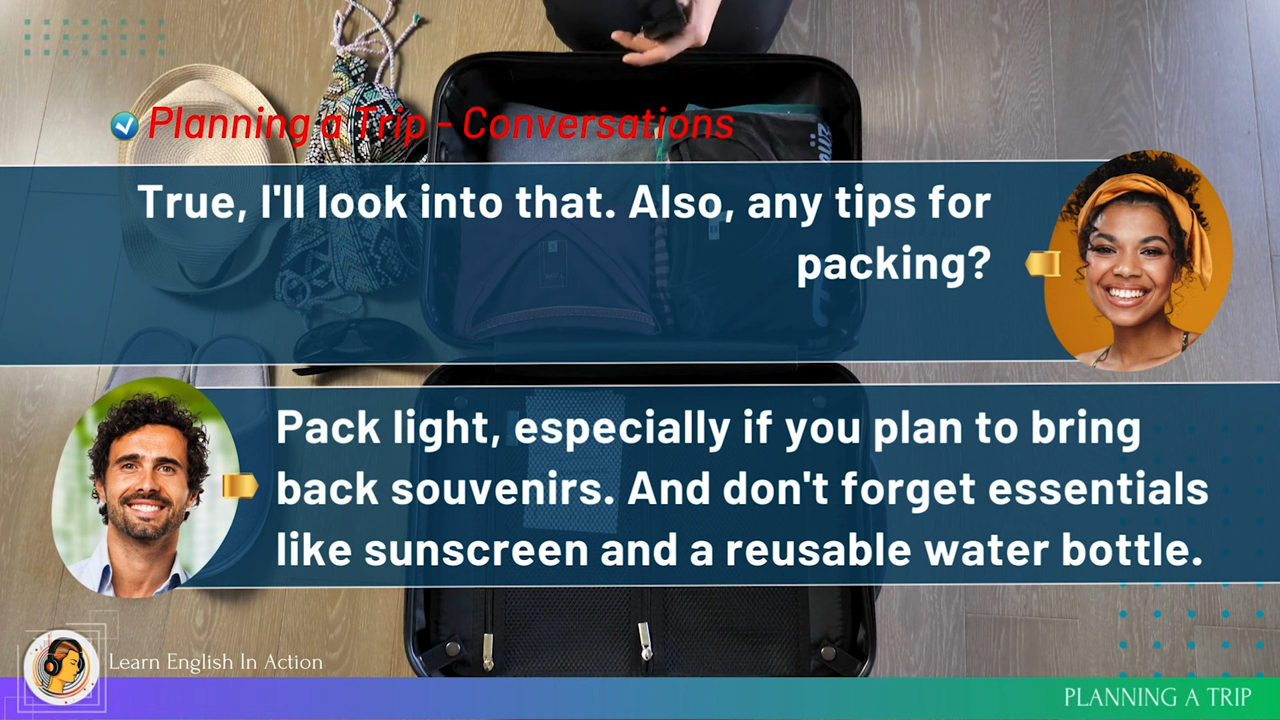 Planning a Trip - Conversations
True, I'll look into that. Also, any tips for
packing?
Pack light, especially if you plan to bring
back souvenirs. And don't forget essentials
like sunscreen and a reusable water bottle.
Learn English In Action
PLANNING A TRIP